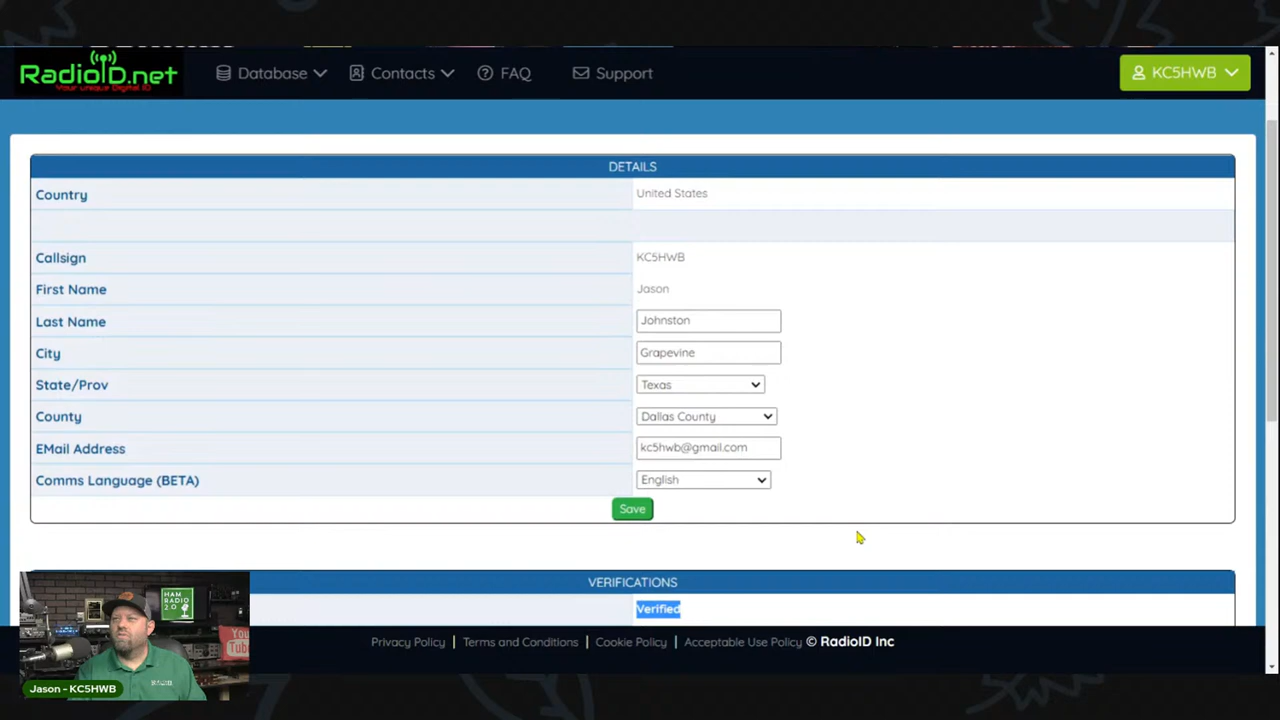 RadioID.net
Your unique Digital ID
Database
Contacts
FAQ
Support
KC5HWB
DETAILS
Country United States
Callsign KC5HWB
First Name Jason
Last Name Johnston
City Grapevine
State/Prov Texas
County Dallas County
EMail Address kc5hwb@gmail.com
Comms Language (BETA) English
Save
VERIFICATIONS
Verified
HAM
RADIO
2.0
You
Tube
Jason - KC5HWB
Privacy Policy | Terms and Conditions | Cookie Policy | Acceptable Use Policy © RadioID Inc